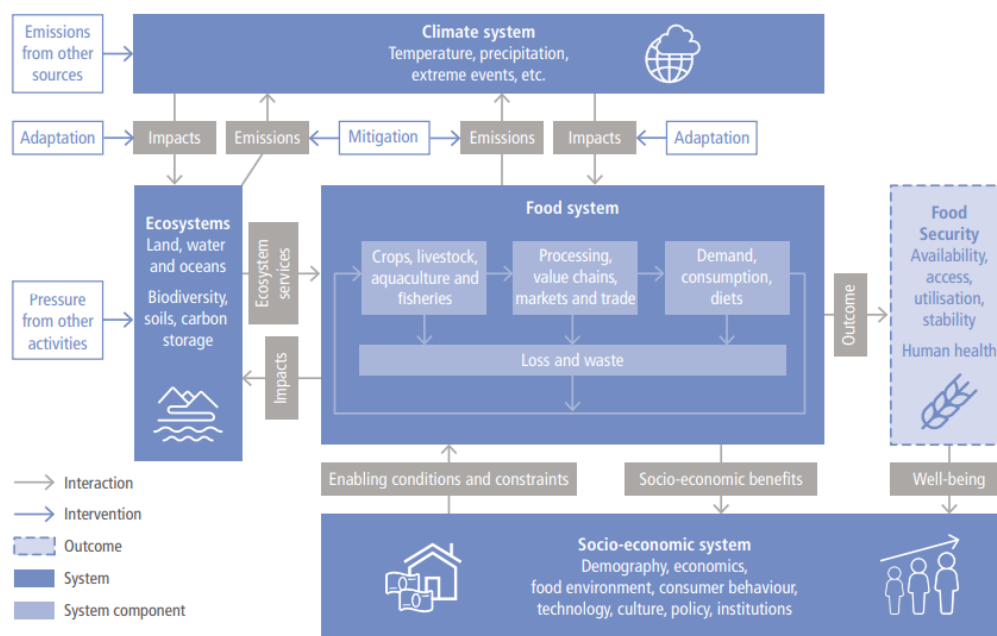 Emissions
from other
sources
Climate system
Temperature, precipitation,
extreme events, etc.
Adaptation
Impacts
Emissions
Mitigation
Emissions
Impacts
Adaptation
Ecosystems
Land, water
and oceans
Biodiversity,
soils, carbon
storage
Pressure
from other
activities
Ecosystem
services
Impacts
Food system
Crops, livestock,
aquaculture and
fisheries
Processing,
value chains,
markets and trade
Demand,
consumption,
diets
Loss and waste
Outcome
Food
Security
Availability,
access,
utilisation,
stability
Human health
Enabling conditions and constraints
Socio-economic benefits
Well-being
Socio-economic system
Demography, economics,
food environment, consumer behaviour,
technology, culture, policy, institutions
Interaction
Intervention
Outcome
System
System component